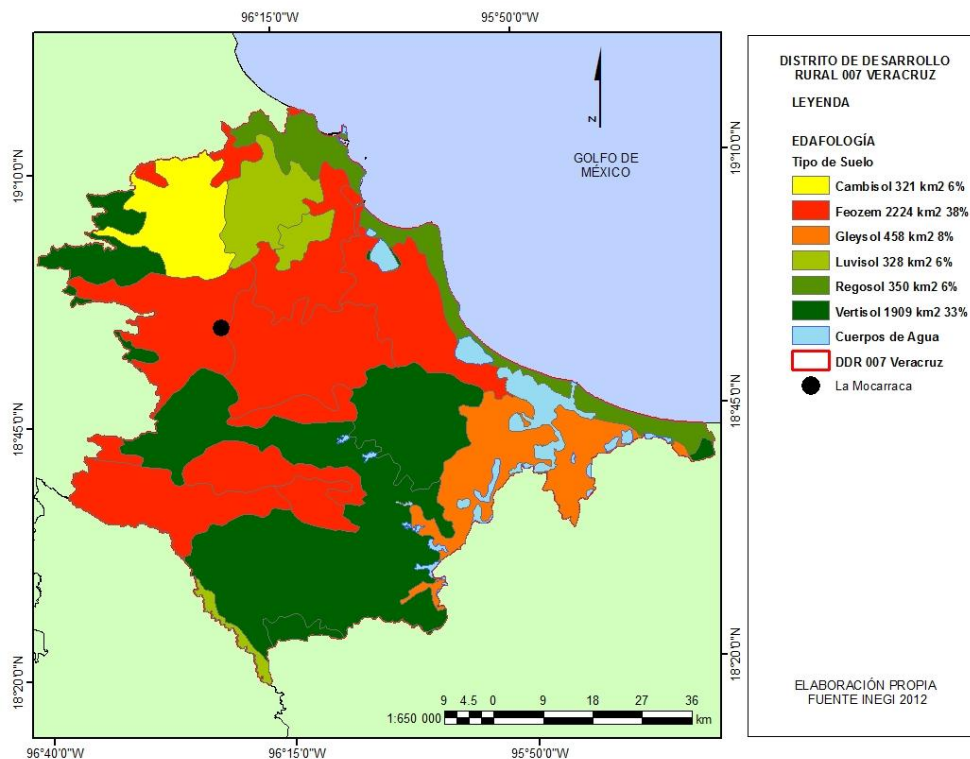 96°15'0"W
95°50'0"W
19°10'0"N
19°10'0"N
18°45'0"N
18°45'0"N
18°20'0"N
18°20'0"N
N
GOLFO DE
MÉXICO
9 4.5 0 9 18 27 36
1:650 000
km
96°40'0"W
96°15'0"W
95°50'0"W
DISTRITO DE DESARROLLO
RURAL 007 VERACRUZ
LEYENDA
EDAFOLOGÍA
Tipo de Suelo
Cambisol 321 km2 6%
Feozem 2224 km2 38%
Gleysol 458 km2 8%
Luvisol 328 km2 6%
Regosol 350 km2 6%
Vertisol 1909 km2 33%
Cuerpos de Agua
DDR 007 Veracruz
La Mocarraca
ELABORACIÓN PROPIA
FUENTE INEGI 2012